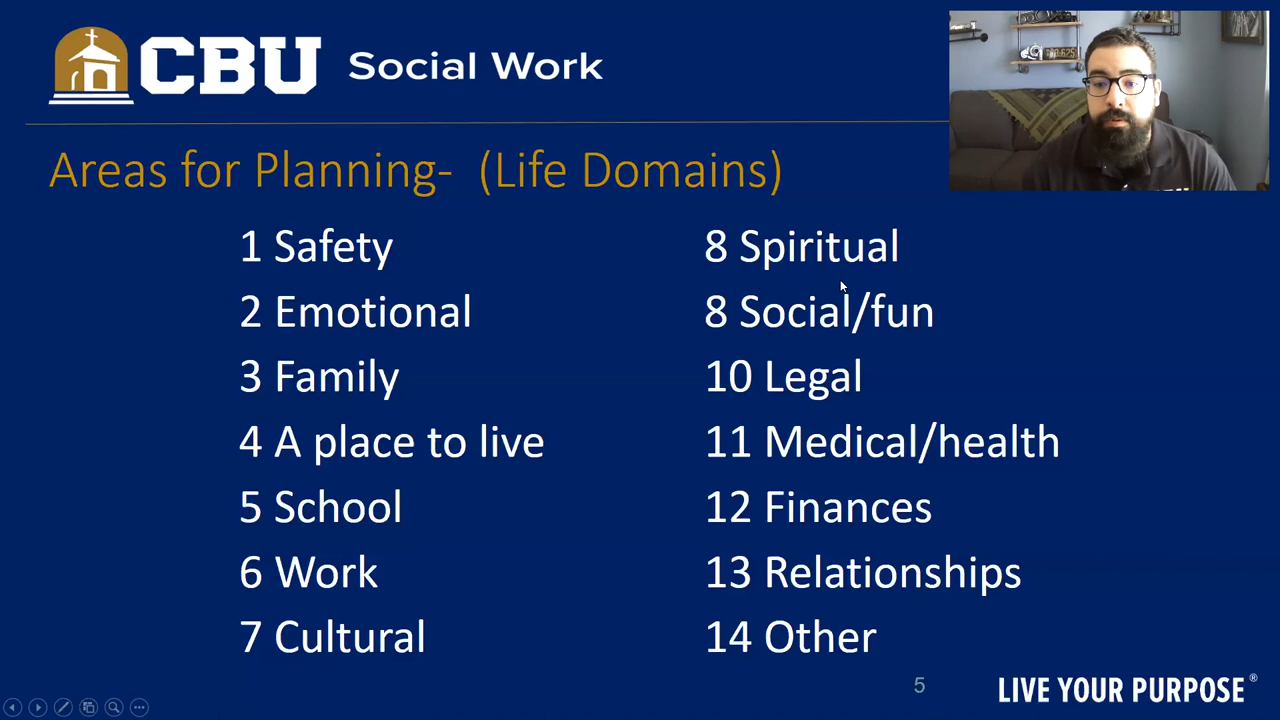 CBU Social Work
Areas for Planning- (Life Domains)
1 Safety
2 Emotional
3 Family
4 A place to live
5 School
6 Work
7 Cultural
8 Spiritual
8 Social/fun
10 Legal
11 Medical/health
12 Finances
13 Relationships
14 Other
5
LIVE YOUR PURPOSE®